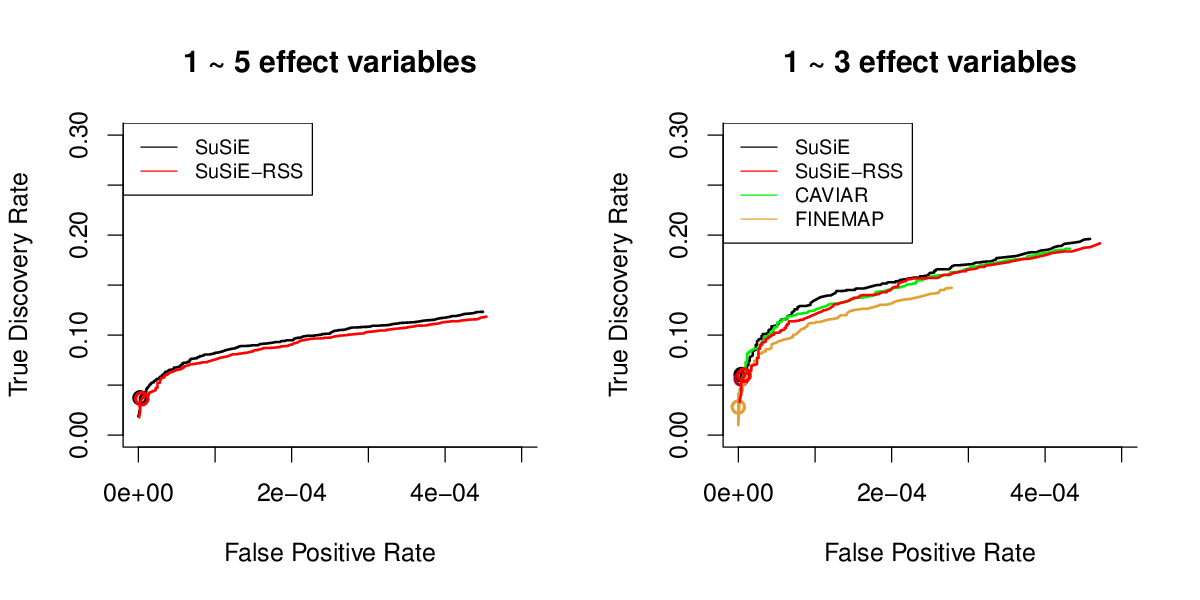 1 ~ 5 effect variables
SuSiE
SuSiE−RSS
True Discovery Rate
0.00
0.10
0.20
0.30
0e+00
2e−04
4e−04
False Positive Rate
1 ~ 3 effect variables
SuSiE
SuSiE−RSS
CAVIAR
FINEMAP
True Discovery Rate
0.00
0.10
0.20
0.30
0e+00
2e−04
4e−04
False Positive Rate